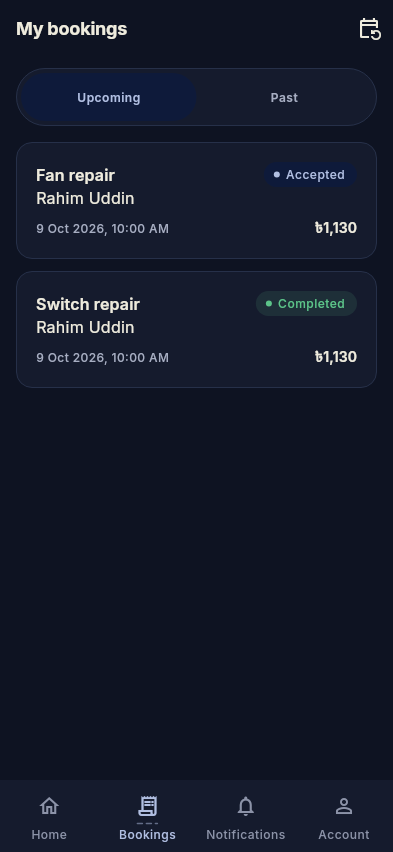 My bookings
Upcoming
Past
Fan repair
Accepted
Rahim Uddin
9 Oct 2026, 10:00 AM
৳1,130
Switch repair
Completed
Rahim Uddin
9 Oct 2026, 10:00 AM
৳1,130
Home
Bookings
Notifications
Account